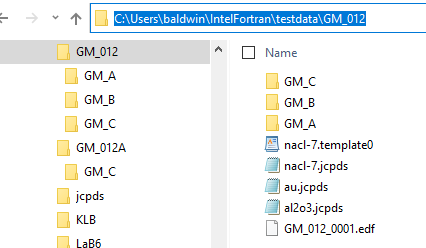 C:\Users\baldwin\IntelFortran\testdata\GM_012
GM_012
GM_A
GM_B
GM_C
GM_012A
GM_C
jcpds
KLB
LaB6
Name
GM_C
GM_B
GM_A
nacl-7.template0
nacl-7.jcpds
au.jcpds
al2o3.jcpds
GM_012_0001.edf